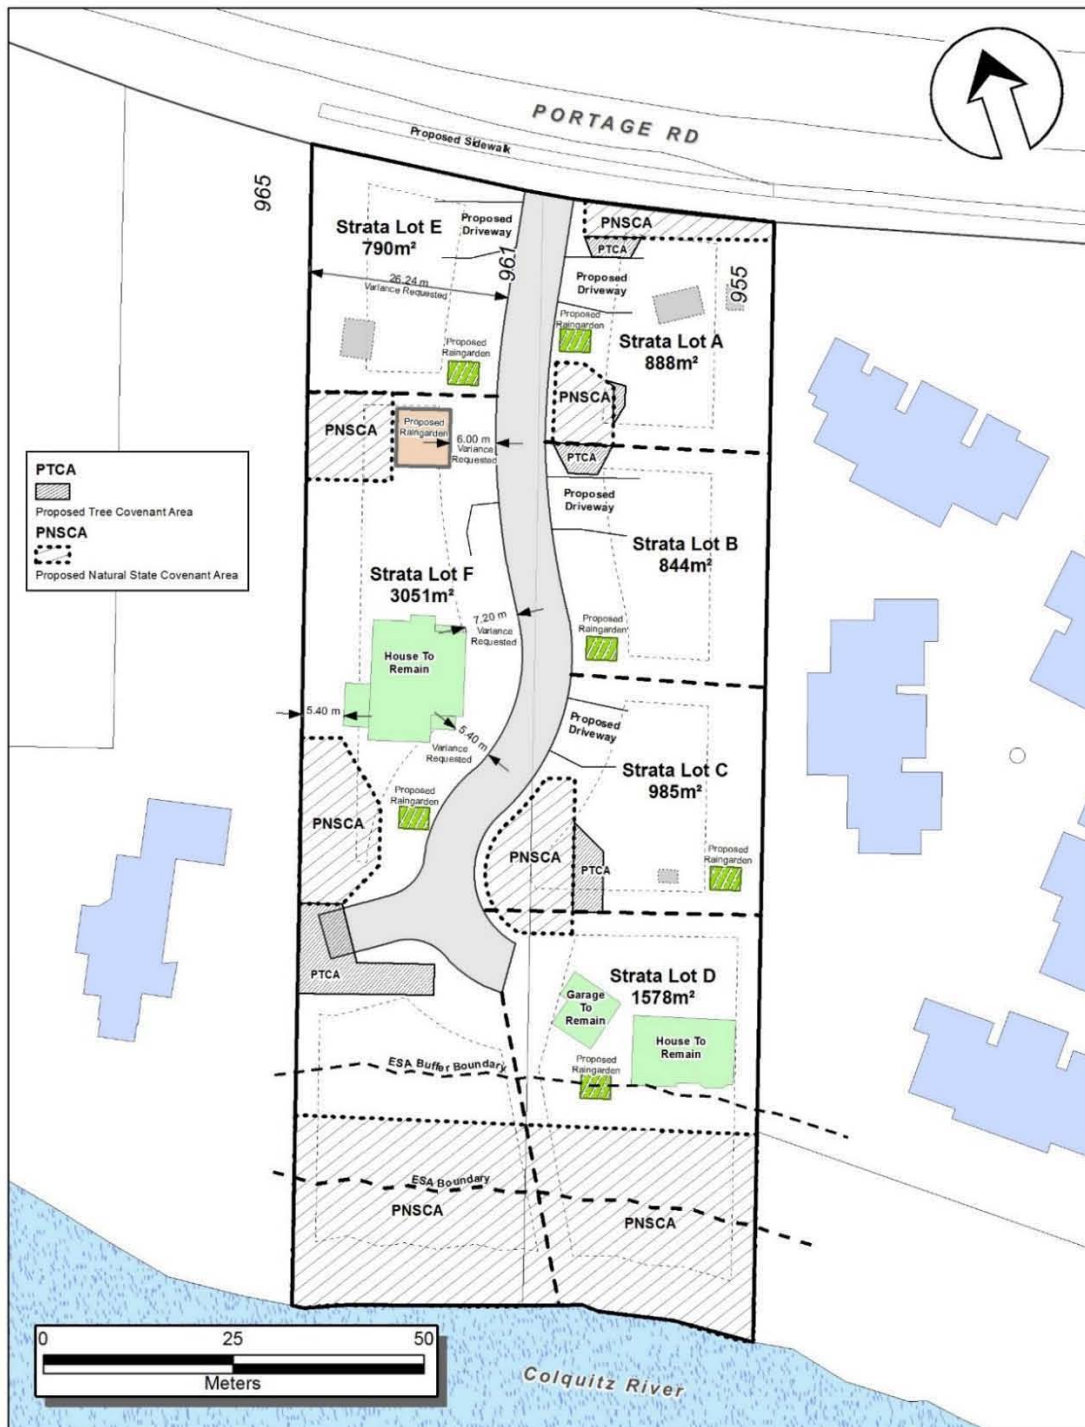 PORTAGE RD
Proposed Sidewalk
965
961
955
Strata Lot E
790m²
Proposed
Driveway
26.24 m
Variance Requested
Proposed
Raingarden
PNSCA
PTCA
Proposed
Driveway
Proposed
Raingarden
Strata Lot A
888m²
PNSCA
PTCA
PNSCA
Proposed
Raingarden
6.00 m
Variance
Requested
Proposed
Driveway
Strata Lot B
844m²
Proposed
Raingarden
PTCA
Proposed Tree Covenant Area
PNSCA
Proposed Natural State Covenant Area
Strata Lot F
3051m²
7.20 m
Variance
Requested
House To
Remain
5.40 m
5.40 m
Variance
Requested
Proposed
Raingarden
PNSCA
Proposed
Driveway
Strata Lot C
985m²
PNSCA
PTCA
Proposed
Raingarden
PTCA
Strata Lot D
1578m²
Garage
To
Remain
House To
Remain
Proposed
Raingarden
ESA Buffer Boundary
ESA Boundary
PNSCA
PNSCA
0 25 50
Meters
Colquitz River